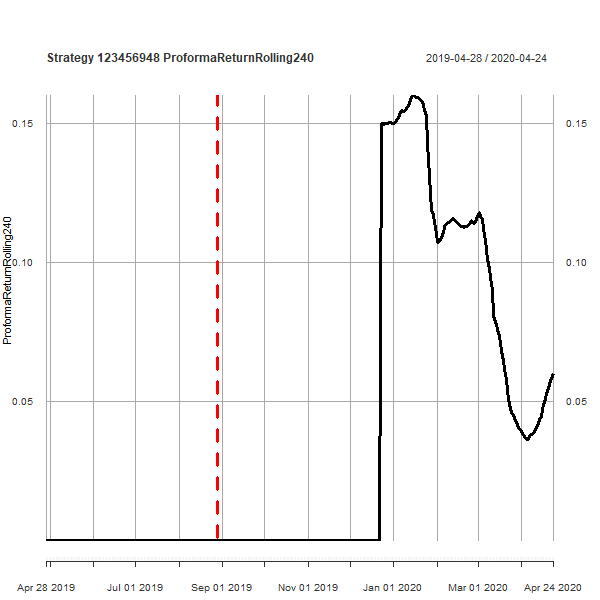 Strategy 123456948 ProformaReturnRolling240
2019-04-28 / 2020-04-24
0.15
0.15
ProformaReturnRolling240
0.10
0.10
0.05
0.05
Apr 28 2019
Jul 01 2019
Sep 01 2019
Nov 01 2019
Jan 01 2020
Mar 01 2020
Apr 24 2020